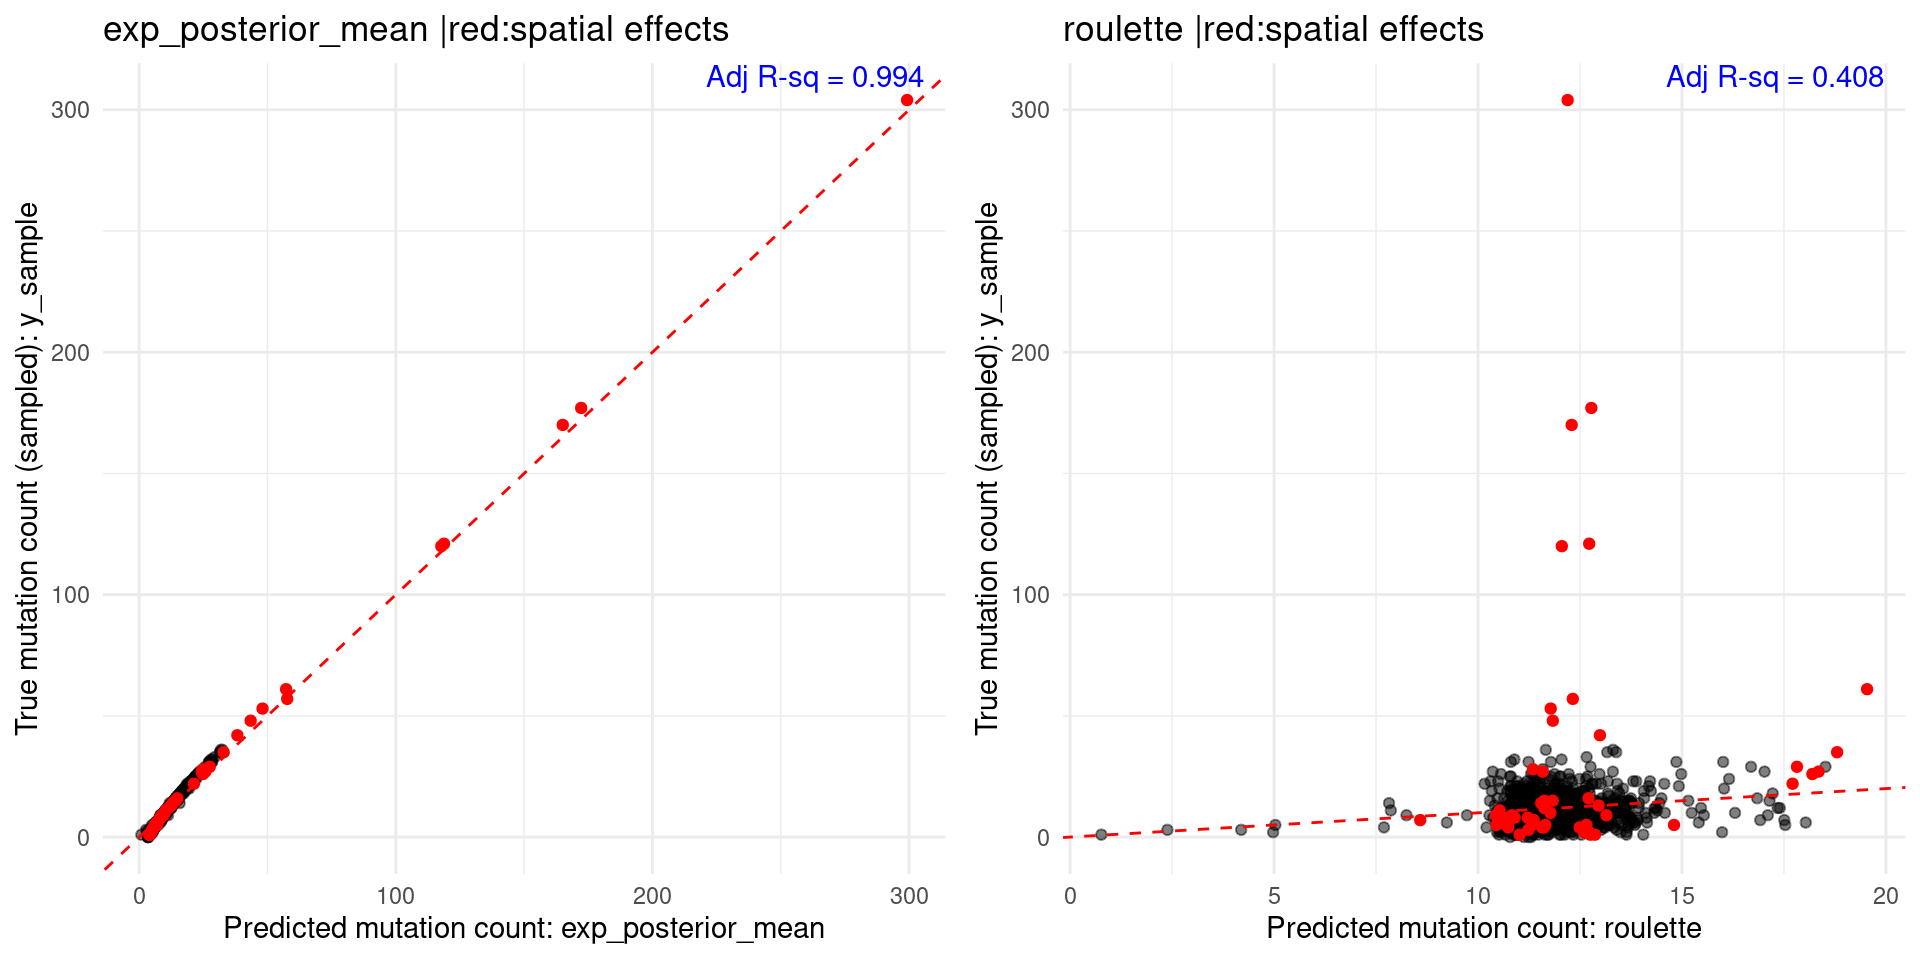 exp_posterior_mean |red:spatial effects
Adj R-sq = 0.994
True mutation count (sampled): y_sample
300
200
100
0
0
100
200
300
Predicted mutation count: exp_posterior_mean
roulette |red:spatial effects
Adj R-sq = 0.408
True mutation count (sampled): y_sample
300
200
100
0
0
5
10
15
20
Predicted mutation count: roulette